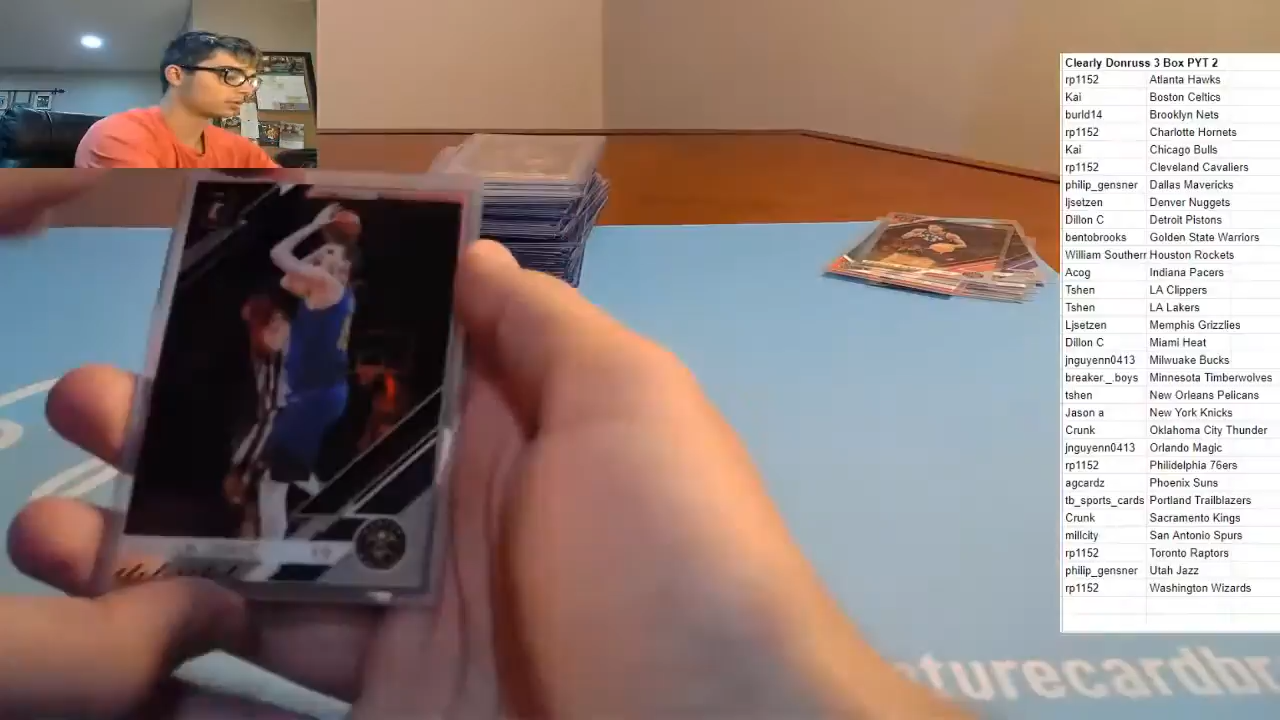 Clearly Donruss 3 Box PYT 2
rp1152 Atlanta Hawks
Kai Boston Celtics
burld14 Brooklyn Nets
rp1152 Charlotte Hornets
Kai Chicago Bulls
rp1152 Cleveland Cavaliers
philip_gensner Dallas Mavericks
ljsetzen Denver Nuggets
Dillon C Detroit Pistons
bentobrooks Golden State Warriors
William Southerr Houston Rockets
Acog Indiana Pacers
Tshen LA Clippers
Tshen LA Lakers
Ljsetzen Memphis Grizzlies
Dillon C Miami Heat
jnguyenn0413 Milwuake Bucks
breaker._.boys Minnesota Timberwolves
tshen New Orleans Pelicans
Jason a New York Knicks
Crunk Oklahoma City Thunder
jnguyenn0413 Orlando Magic
rp1152 Philidelphia 76ers
agcardz Phoenix Suns
tb_sports_cards Portland Trailblazers
Crunk Sacramento Kings
millcity San Antonio Spurs
rp1152 Toronto Raptors
philip_gensner Utah Jazz
rp1152 Washington Wizards
turecardbr